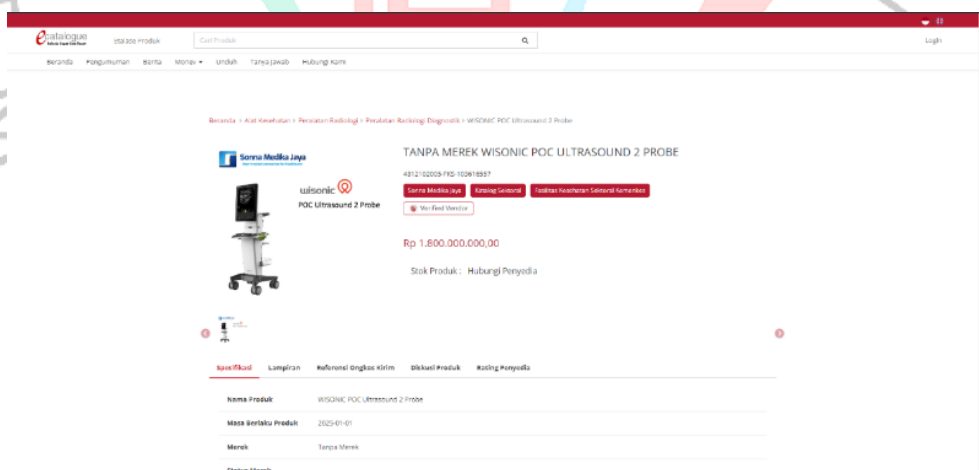 ecatalogue
Etalase Produk
Cari Produk
Login
Beranda Pengumuman Berita Monev Unduh Tanya Jawab Hubungi Kami
Beranda > Alat Kesehatan > Peralatan Radiologi > Peralatan Radiologi Diagnostik > WISONIC POC Ultrasound 2 Probe
Sonna Medika Jaya
wisonic
POC Ultrasound 2 Probe
TANPA MEREK WISONIC POC ULTRASOUND 2 PROBE
Sonna Medika Jaya Katalog Sektoral Fasilitas Kesehatan Sektoral Kemenkes
Verified Vendor
Rp 1.800.000.000,00
Stok Produk : Hubungi Penyedia
Spesifikasi Lampiran Referensi Ongkos Kirim Diskusi Produk Rating Penyedia
Nama Produk WISONIC POC Ultrasound 2 Probe
Masa Berlaku Produk 2025-01-01
Merek Tanpa Merek
Status Merek